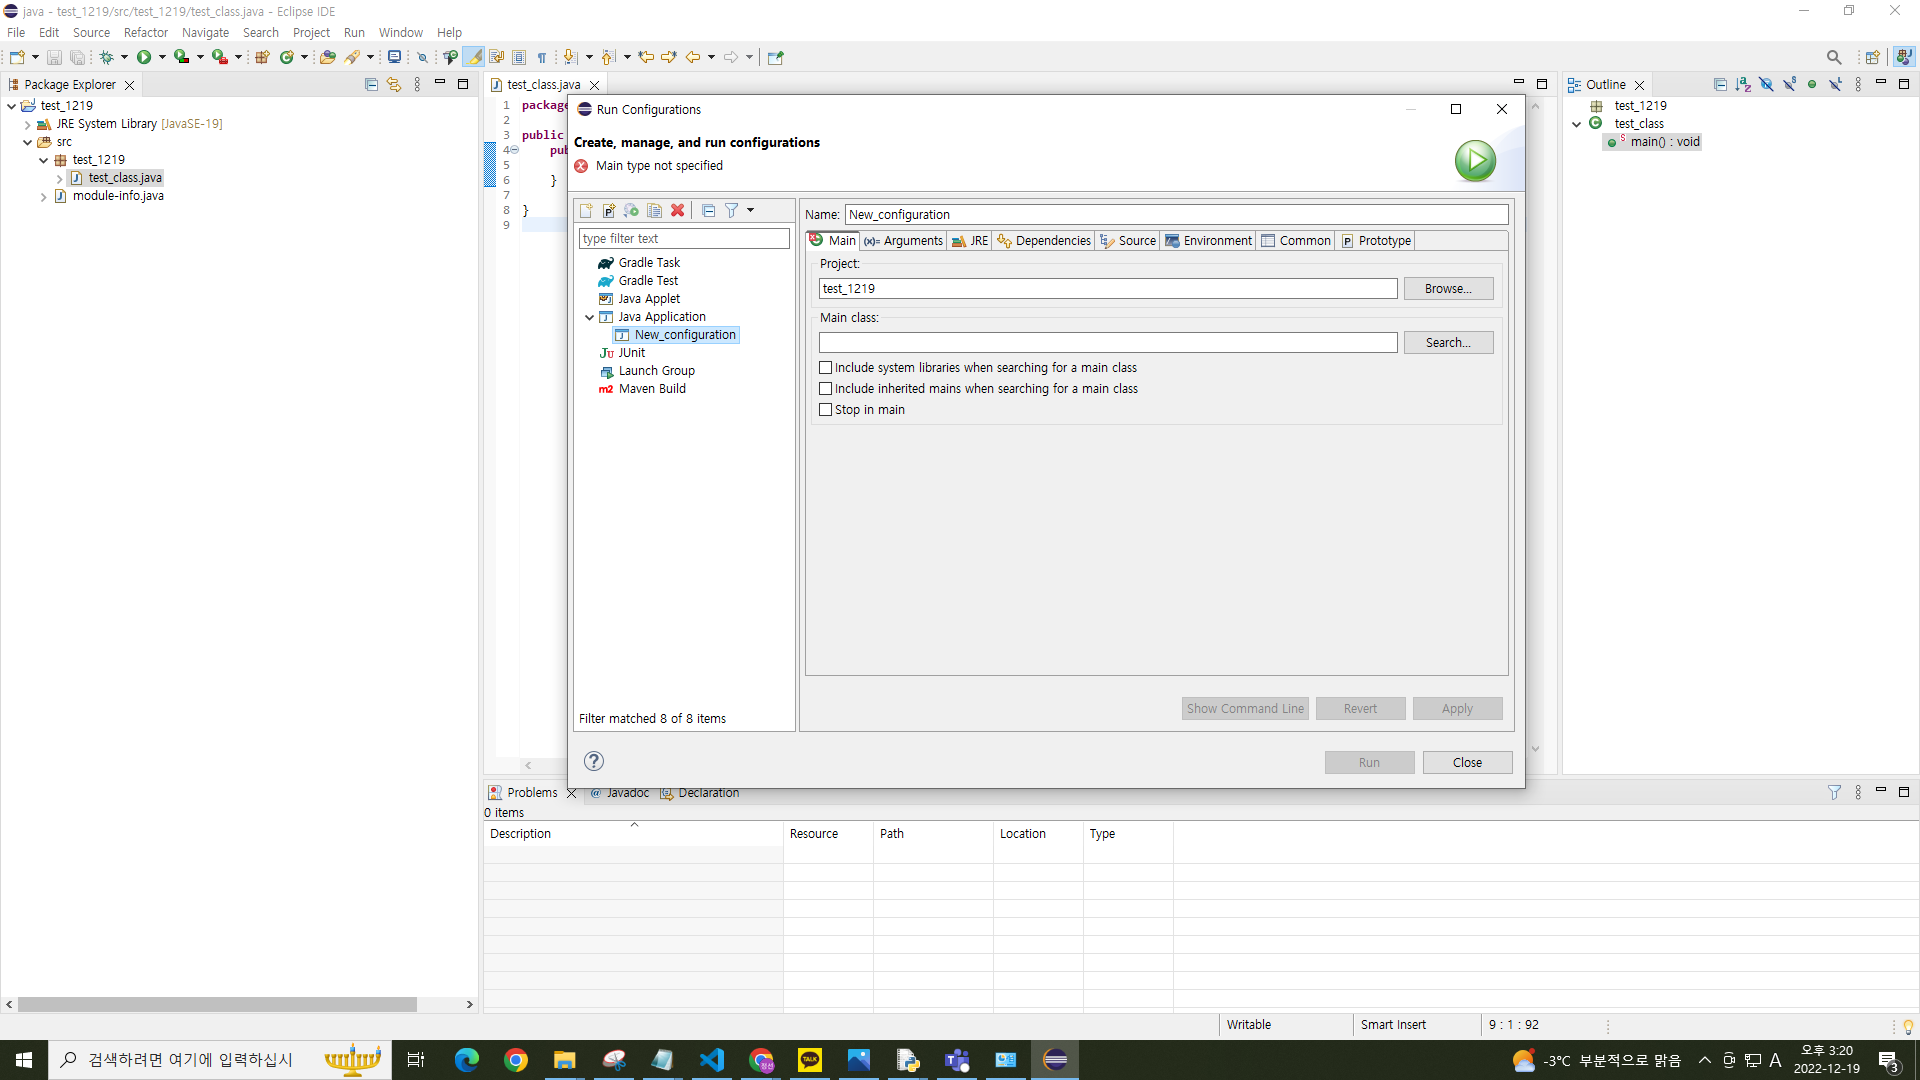 java - test_1219/src/test_1219/test_class.java - Eclipse IDE
File Edit Source Refactor Navigate Search Project Run Window Help
Package Explorer
test_1219
JRE System Library [JavaSE-19]
src
test_1219
test_class.java
module-info.java
test_class.java
1 package
2
3 public
4 pub
5
6 }
7
8 }
9
Run Configurations
Create, manage, and run configurations
Main type not specified
type filter text
Gradle Task
Gradle Test
Java Applet
Java Application
New_configuration
JUnit
Launch Group
Maven Build
Filter matched 8 of 8 items
Name: New_configuration
Main (x)= Arguments JRE Dependencies Source Environment Common Prototype
Project:
test_1219 Browse...
Main class:
Search...
Include system libraries when searching for a main class
Include inherited mains when searching for a main class
Stop in main
Show Command Line Revert Apply
Run Close
Outline
test_1219
test_class
main() : void
Problems @ Javadoc Declaration
0 items
Description Resource Path Location Type
Writable Smart Insert 9 : 1 : 92
검색하려면 여기에 입력하십시
TALK
-3°C 부분적으로 맑음 A 오후 3:20
2022-12-19
3